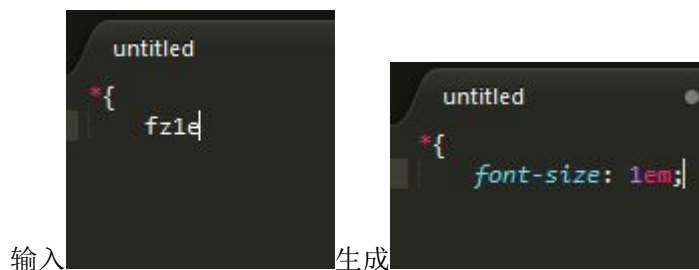 untitled
*{
fz1e
untitled
*{
font-size: 1em;
输入
生成